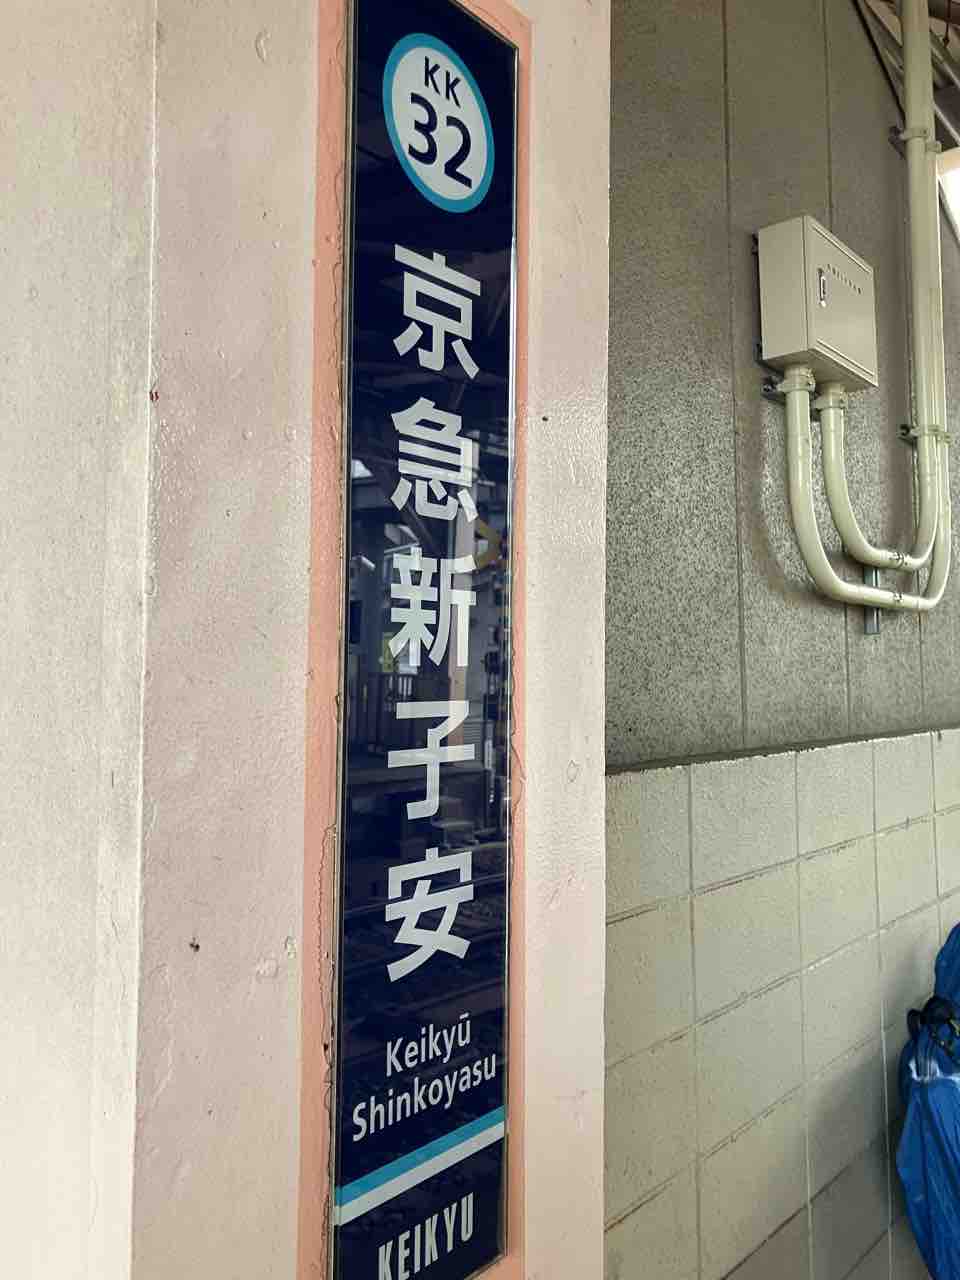 KK
32
京急新子安
Keikyū
Shinkoyasu
KEIKYU